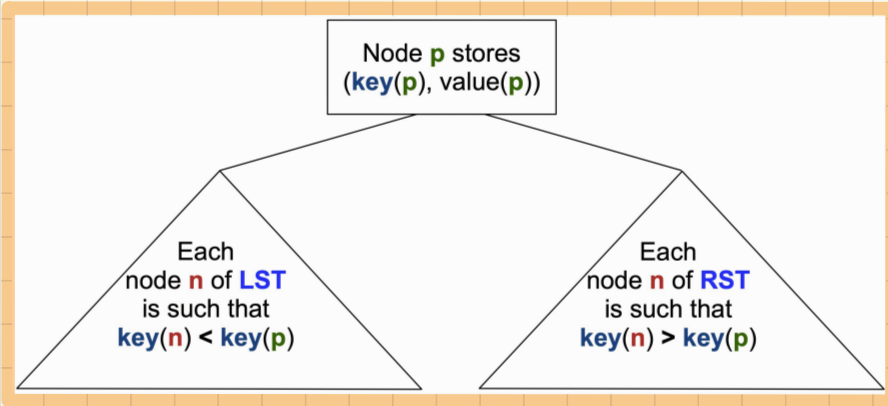 Node p stores
(key(p), value(p))
Each
node n of LST
is such that
key(n) < key(p)
Each
node n of RST
is such that
key(n) > key(p)